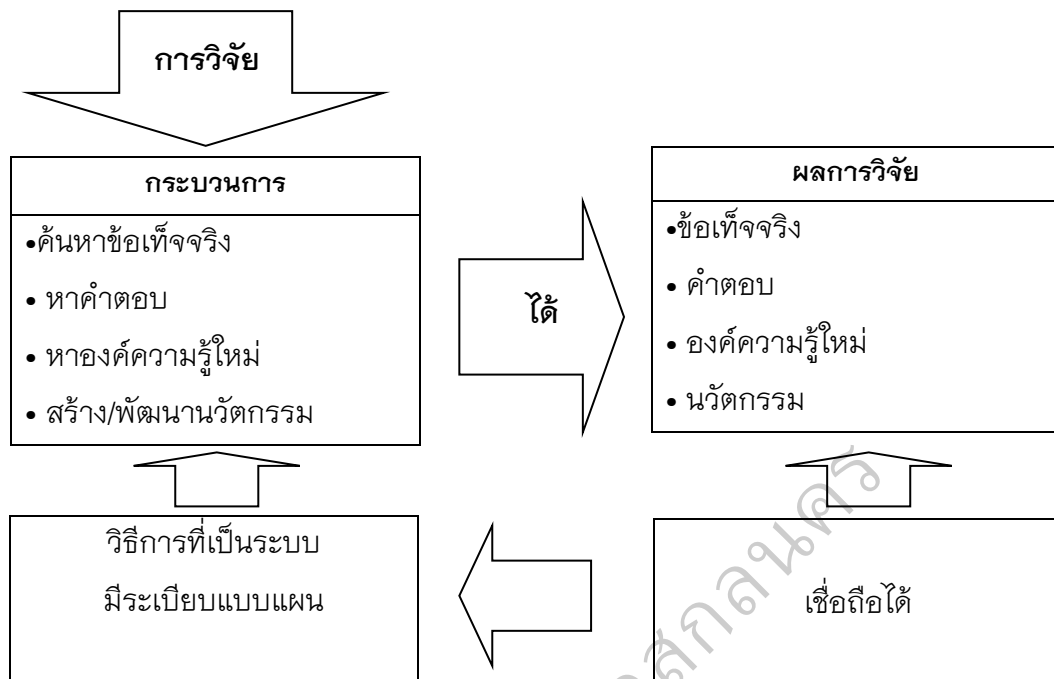 การวิจัย
กระบวนการ
•ค้นหาข้อเท็จจริง
• หาคำตอบ
• หาองค์ความรู้ใหม่
• สร้าง/พัฒนานวัตกรรม
ได้
ผลการวิจัย
•ข้อเท็จจริง
• คำตอบ
• องค์ความรู้ใหม่
• นวัตกรรม
วิธีการที่เป็นระบบ
มีระเบียบแบบแผน
เชื่อถือได้
สกลนคร